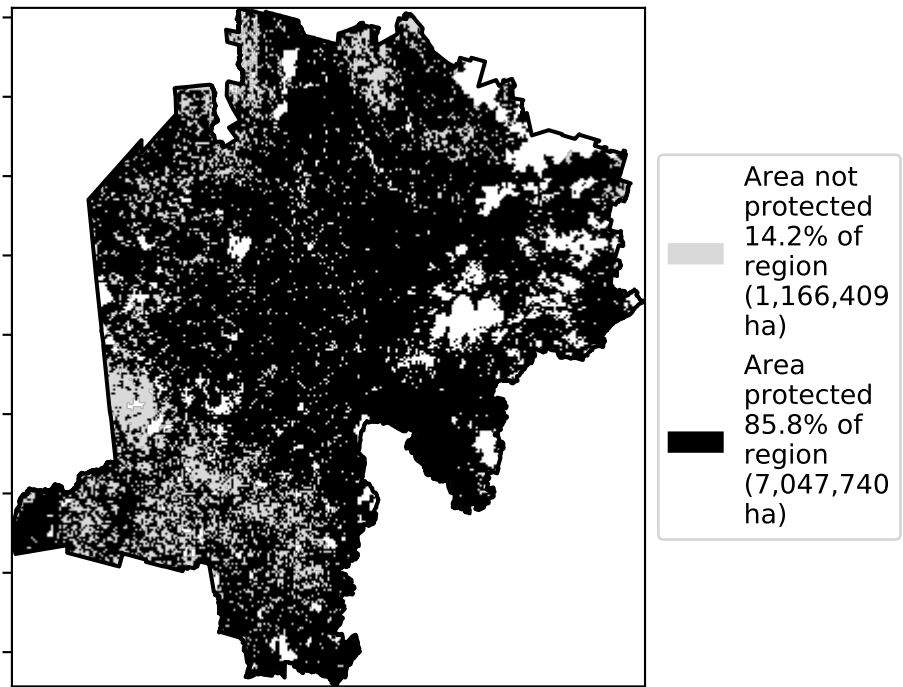 Area not
protected
14.2% of
region
(1,166,409
ha)
Area
protected
85.8% of
region
(7,047,740
ha)